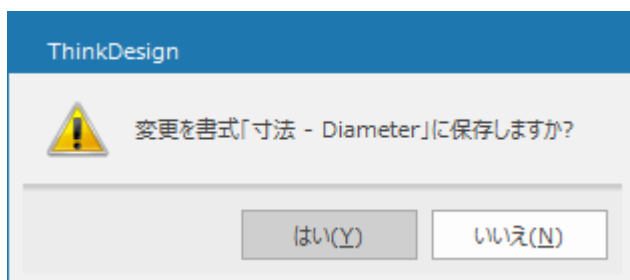 ThinkDesign
変更を書式「寸法 - Diameter」に保存しますか?
はい(Y)
いいえ(N)